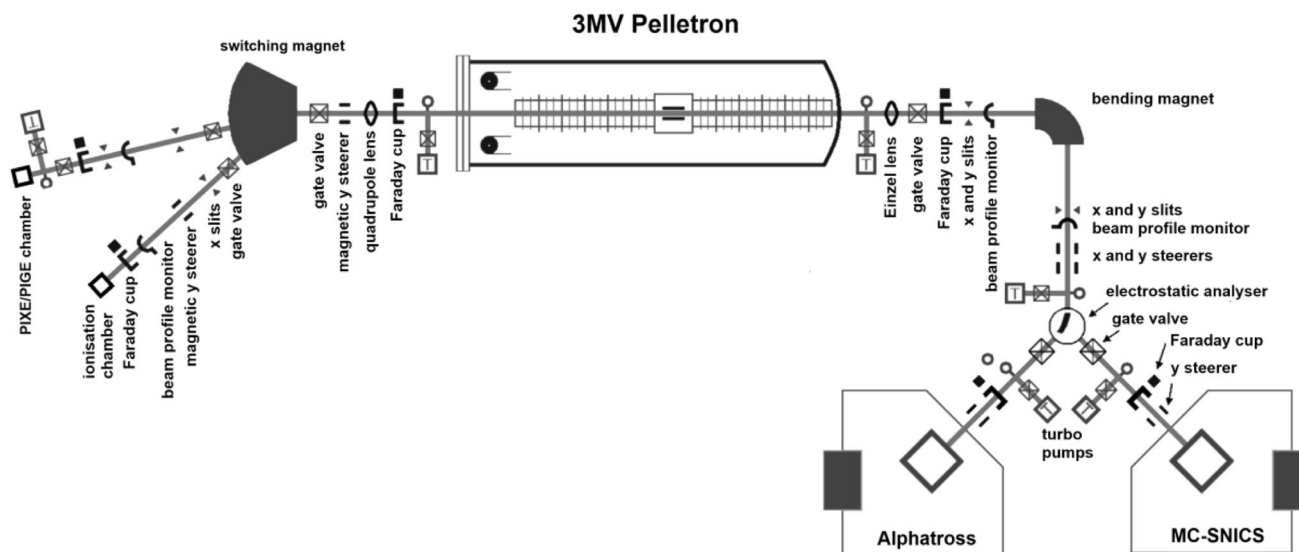 3MV Pelletron
switching magnet
bending magnet
gate valve
magnetic y steerer
quadrupole lens
Faraday cup
Einzel lens
gate valve
Faraday cup
x and y slits
beam profile monitor
x and y slits
beam profile monitor
x and y steerers
electrostatic analyser
gate valve
Faraday cup
y steerer
PIXE/PIGE chamber
ionisation
chamber
Faraday cup
beam profile monitor
magnetic y steerer
x slits
gate valve
T
T
T
T
T
T
turbo
pumps
Alphatross
MC-SNICS